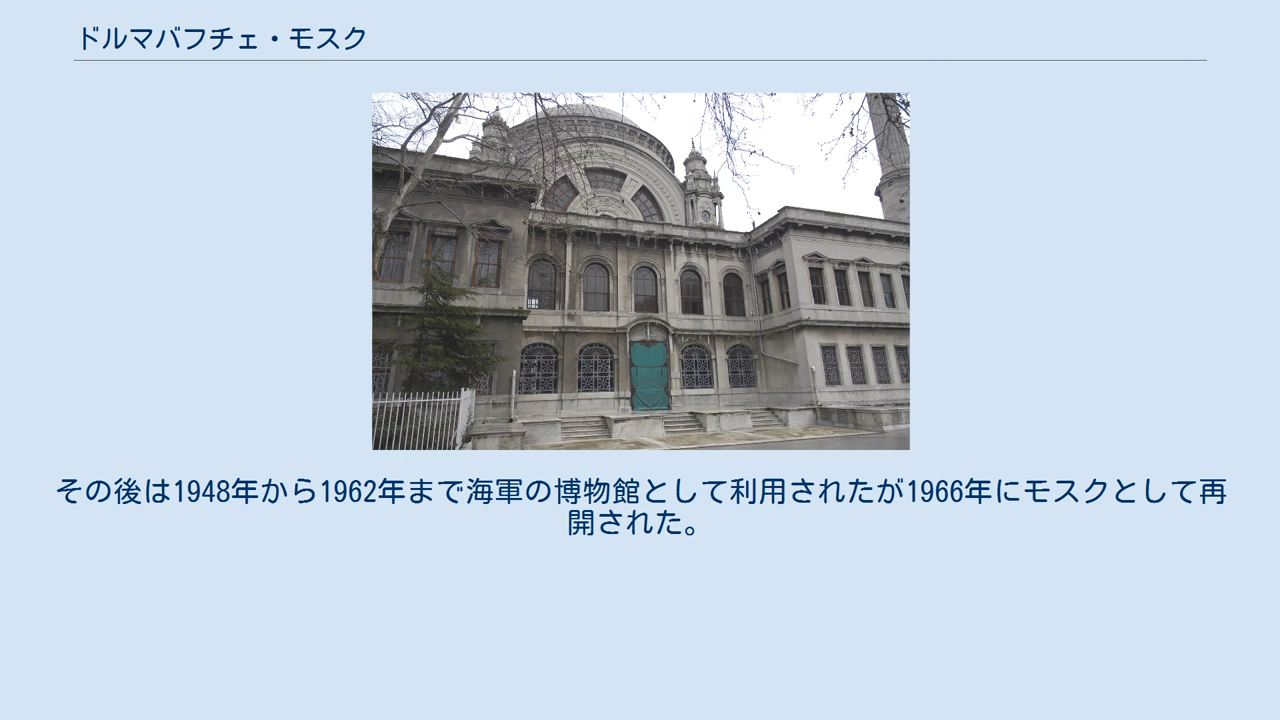 ドルマバフチェ・モスク
その後は1948年から1962年まで海軍の博物館として利用されたが1966年にモスクとして再
開された。